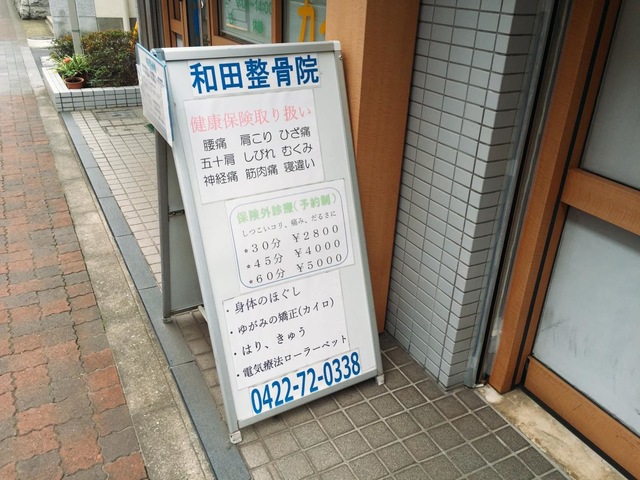 和田整骨院
健康保険取り扱い
腰痛 肩こり ひざ痛
五十肩 しびれ むくみ
神経痛 筋肉痛 寝違い
保険外診療(予約制)
しつこいコリ、痛み、だるさに
*30分 ¥2800
*45分 ¥4000
*60分 ¥5000
・身体のほぐし
・ゆがみの矯正(カイロ)
・はり、きゅう
・電気療法ローラーベット
0422-72-0338